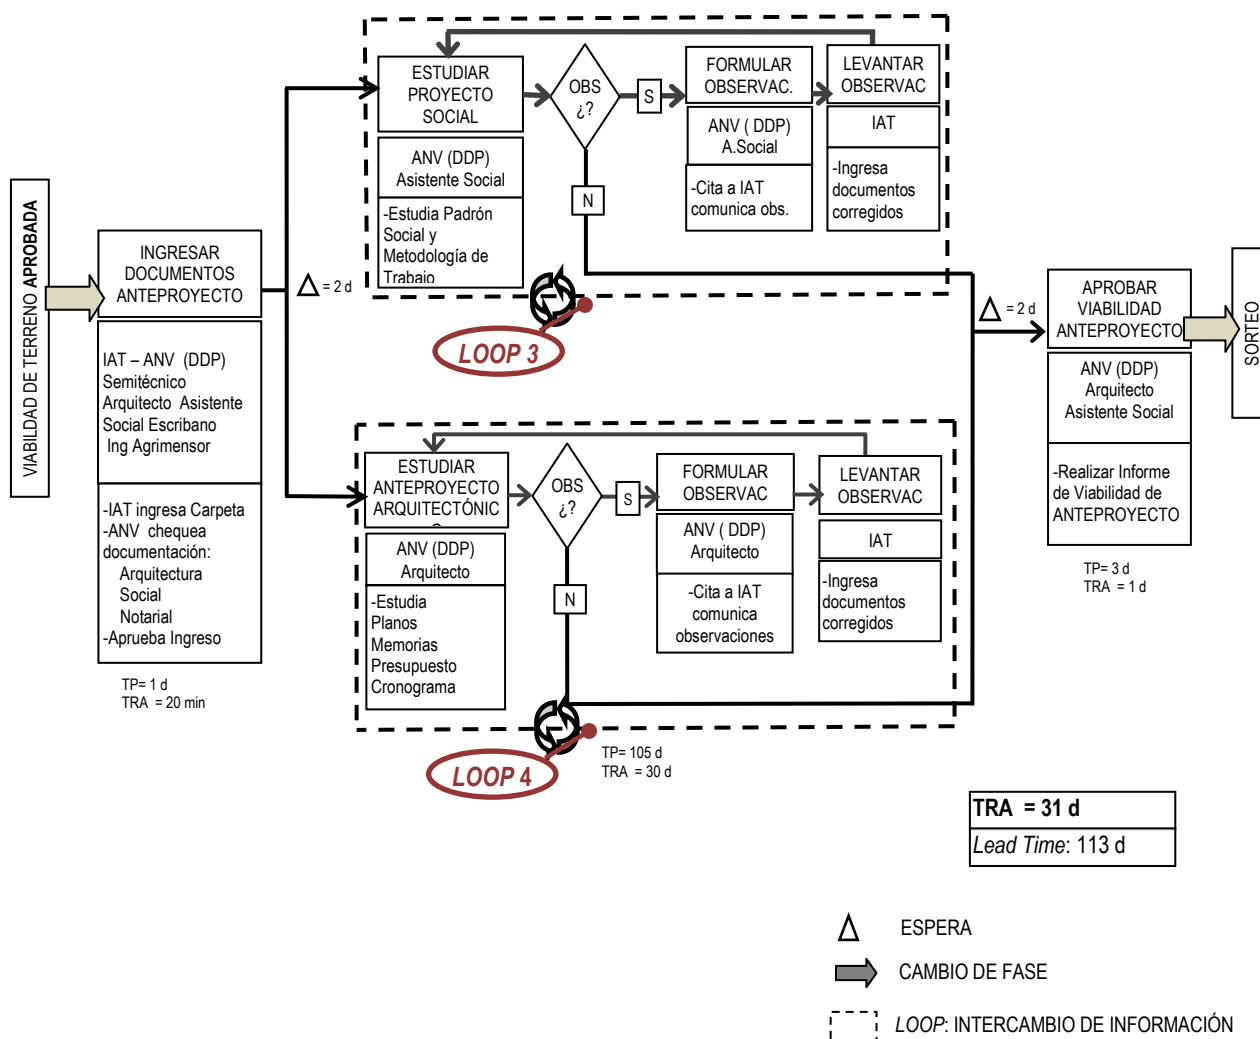 VIABILDAD DE TERRENO APROBADA
INGRESAR
DOCUMENTOS
ANTEPROYECTO
IAT – ANV (DDP)
Semitécnico
Arquitecto Asistente
Social Escribano
Ing Agrimensor
-IAT ingresa Carpeta
-ANV chequea
documentación:
Arquitectura
Social
Notarial
-Aprueba Ingreso
TP= 1 d
TRA = 20 min
= 2 d
ESTUDIAR
PROYECTO
SOCIAL
ANV (DDP)
Asistente Social
-Estudia Padrón
Social y
Metodología de
Trabajo
OBS
¿?
S
N
FORMULAR
OBSERVAC.
ANV ( DDP)
A.Social
-Cita a IAT
comunica obs.
LEVANTAR
OBSERVAC
IAT
-Ingresa
documentos
corregidos
LOOP 3
ESTUDIAR
ANTEPROYECTO
ARQUITECTÓNIC
ANV (DDP)
Arquitecto
-Estudia
Planos
Memorias
Presupuesto
Cronograma
OBS
¿?
S
N
FORMULAR
OBSERVAC
ANV ( DDP)
Arquitecto
-Cita a IAT
comunica
observaciones
LEVANTAR
OBSERVAC
IAT
-Ingresa
documentos
corregidos
LOOP 4
TP= 105 d
TRA = 30 d
= 2 d
APROBAR
VIABILIDAD
ANTEPROYECTO
ANV (DDP)
Arquitecto
Asistente Social
-Realizar Informe
de Viabilidad de
ANTEPROYECTO
TP= 3 d
TRA = 1 d
SORTEO
TRA = 31 d
Lead Time: 113 d
ESPERA
CAMBIO DE FASE
LOOP: INTERCAMBIO DE INFORMACIÓN